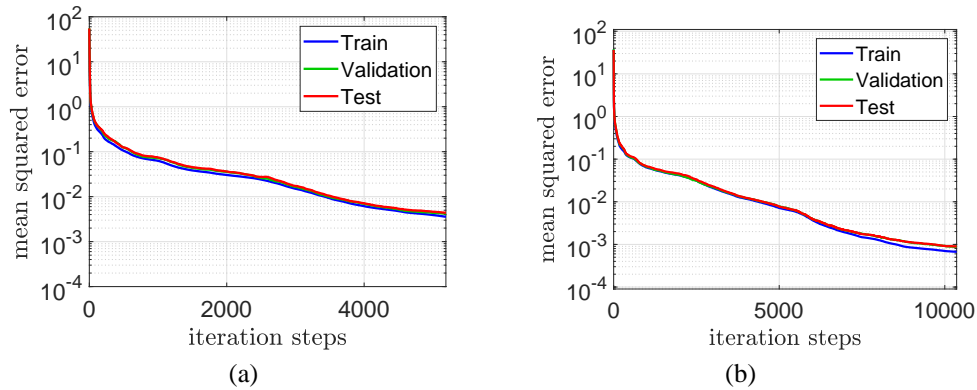 10^2
10^1
10^0
10^-1
10^-2
10^-3
10^-4
mean squared error
0
2000
4000
iteration steps
Train
Validation
Test
(a)
10^2
10^1
10^0
10^-1
10^-2
10^-3
10^-4
mean squared error
0
5000
10000
iteration steps
Train
Validation
Test
(b)